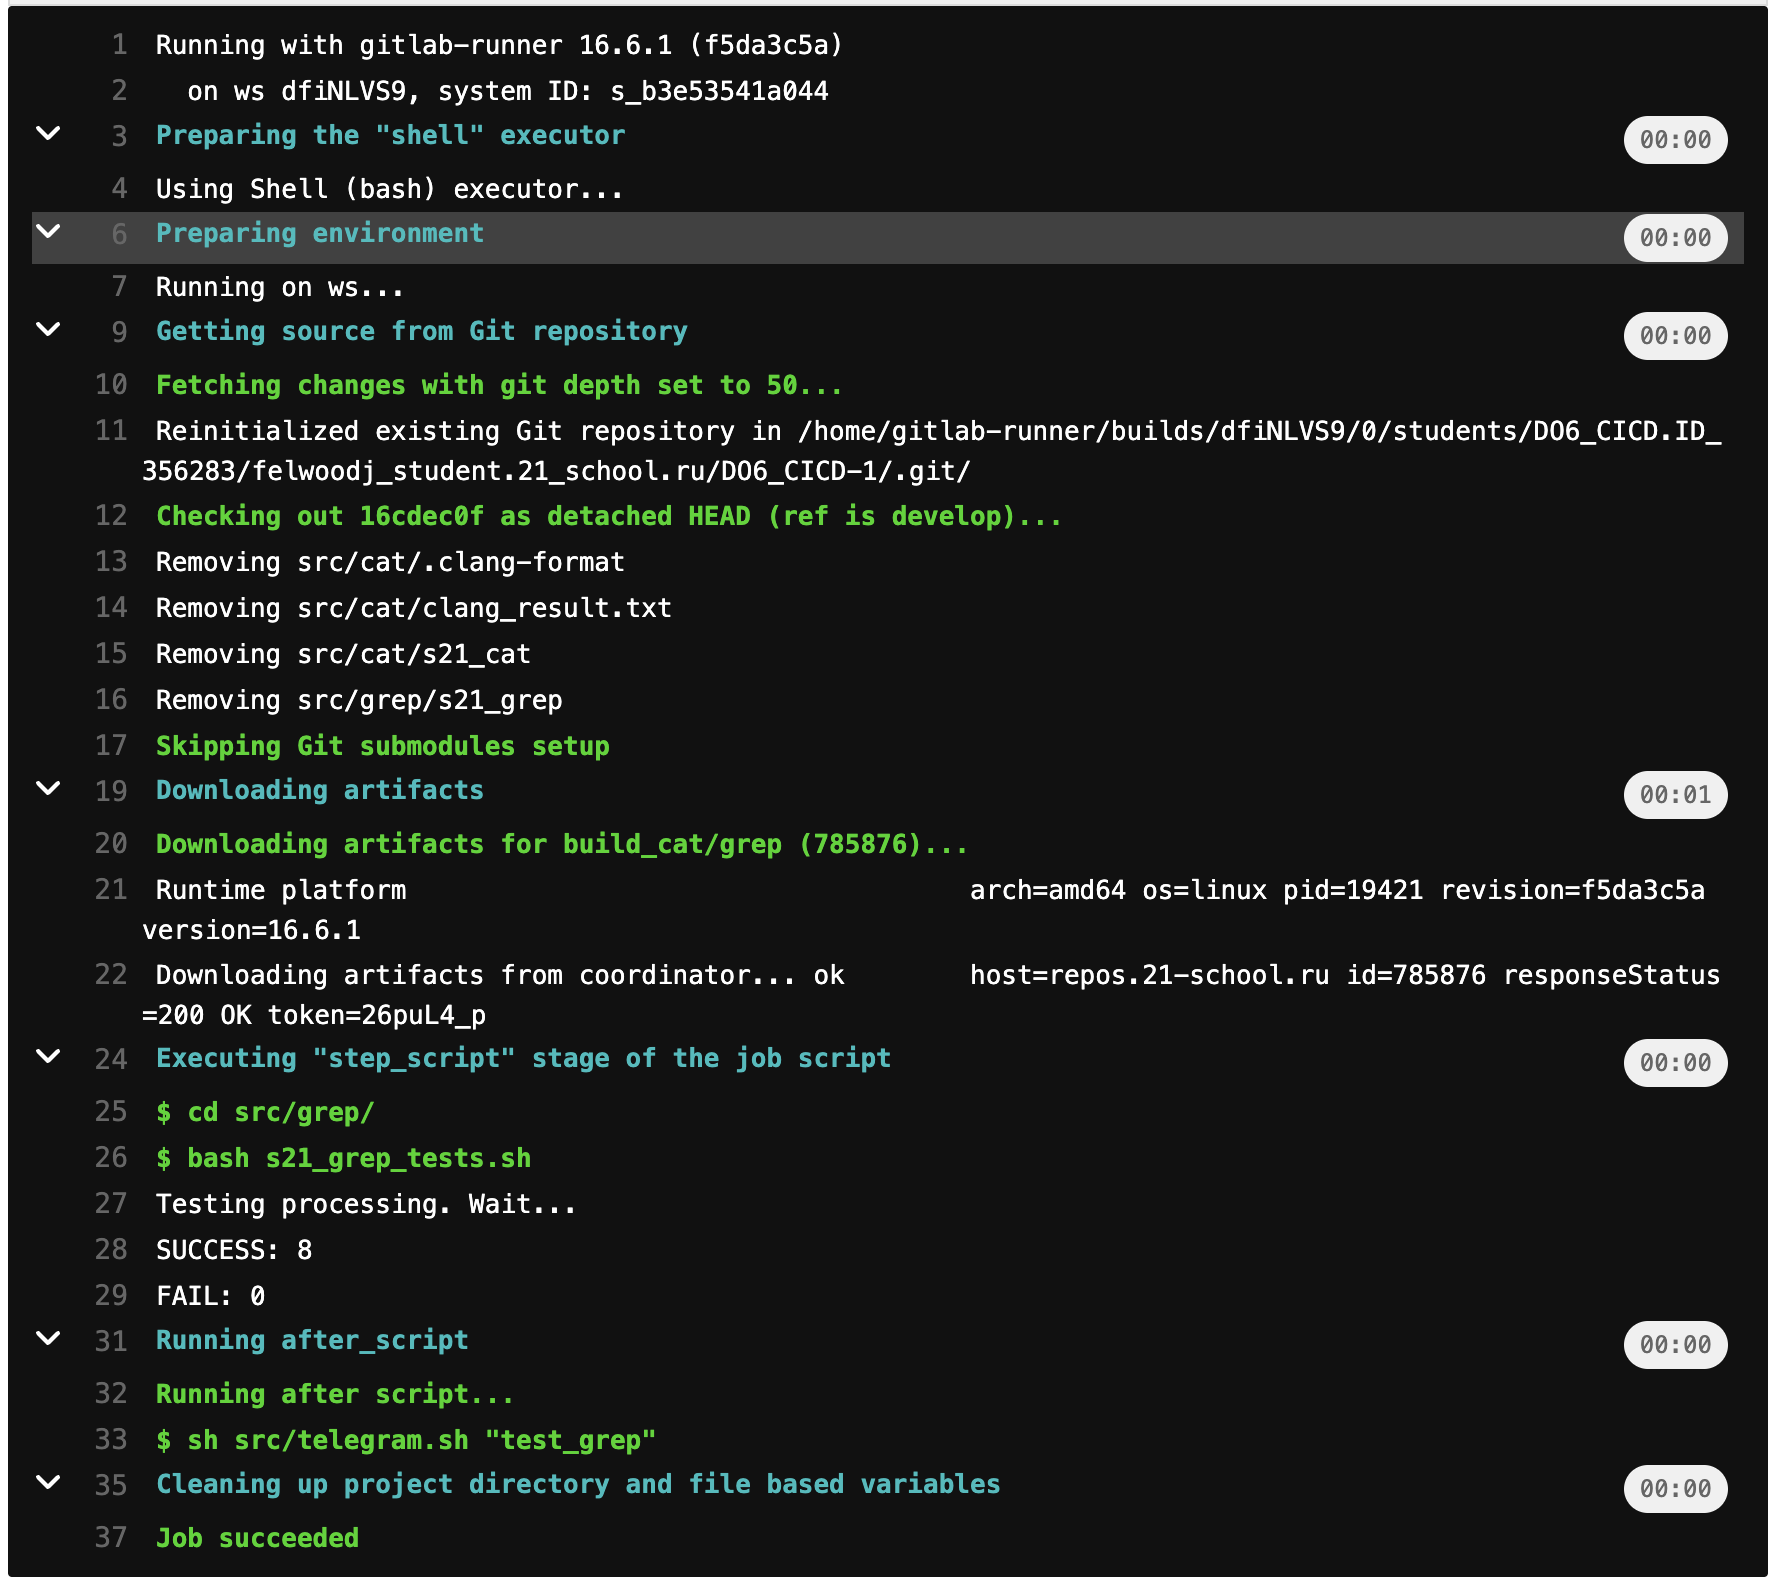 1 Running with gitlab-runner 16.6.1 (f5da3c5a)
2 on ws dfiNLVS9, system ID: s_b3e53541a044
3 Preparing the "shell" executor 00:00
4 Using Shell (bash) executor...
6 Preparing environment 00:00
7 Running on ws...
9 Getting source from Git repository 00:00
10 Fetching changes with git depth set to 50...
11 Reinitialized existing Git repository in /home/gitlab-runner/builds/dfiNLVS9/0/students/DO6_CICD.ID_
356283/felwoodj_student.21_school.ru/DO6_CICD-1/.git/
12 Checking out 16cdec0f as detached HEAD (ref is develop)...
13 Removing src/cat/.clang-format
14 Removing src/cat/clang_result.txt
15 Removing src/cat/s21_cat
16 Removing src/grep/s21_grep
17 Skipping Git submodules setup
19 Downloading artifacts 00:01
20 Downloading artifacts for build_cat/grep (785876)...
21 Runtime platform arch=amd64 os=linux pid=19421 revision=f5da3c5a
version=16.6.1
22 Downloading artifacts from coordinator... ok host=repos.21-school.ru id=785876 responseStatus
=200 OK token=26puL4_p
24 Executing "step_script" stage of the job script 00:00
25 $ cd src/grep/
26 $ bash s21_grep_tests.sh
27 Testing processing. Wait...
28 SUCCESS: 8
29 FAIL: 0
31 Running after_script 00:00
32 Running after script...
33 $ sh src/telegram.sh "test_grep"
35 Cleaning up project directory and file based variables 00:00
37 Job succeeded